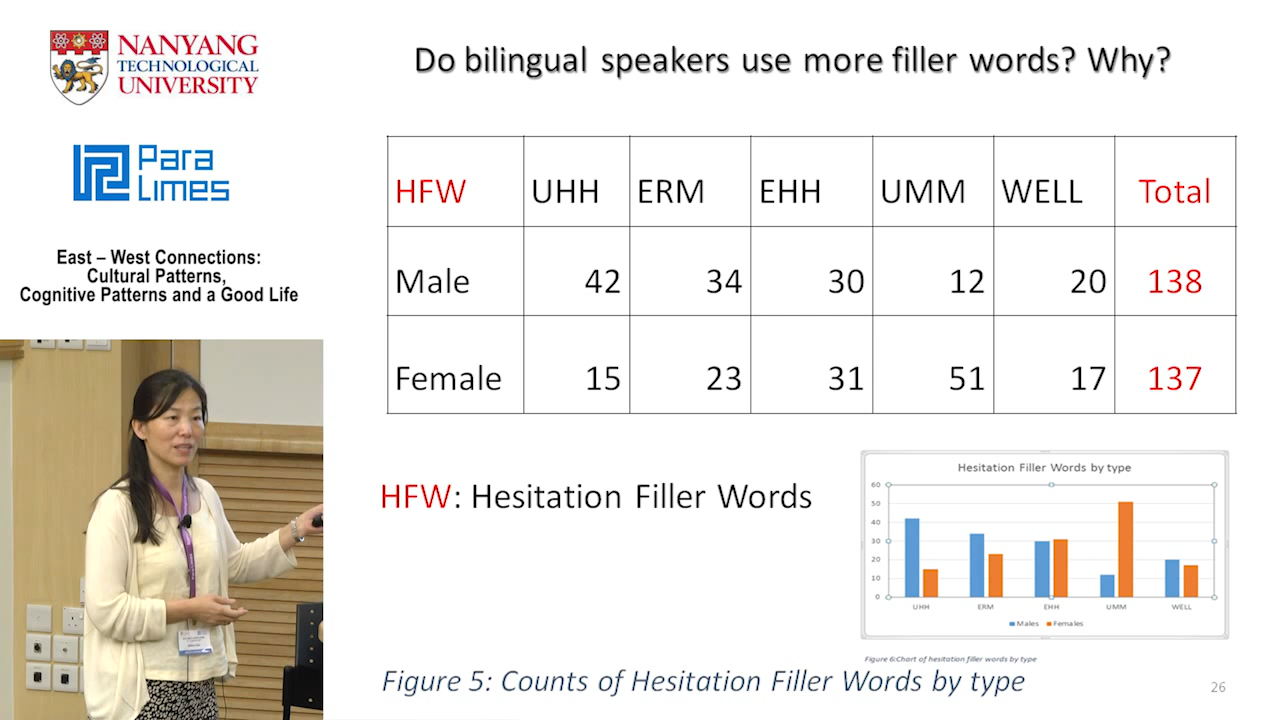 NANYANG
TECHNOLOGICAL
UNIVERSITY
Para
Limes
East – West Connections:
Cultural Patterns,
Cognitive Patterns and a Good Life
Do bilingual speakers use more filler words? Why?
HFW UHH ERM EHH UMM WELL Total
Male 42 34 30 12 20 138
Female 15 23 31 51 17 137
HFW: Hesitation Filler Words
Hesitation Filler Words by type
60
50
40
30
20
10
0
UHH ERM EHH UMM WELL
Males Females
Figure 6:Chart of hesitation filler words by type
Figure 5: Counts of Hesitation Filler Words by type
26